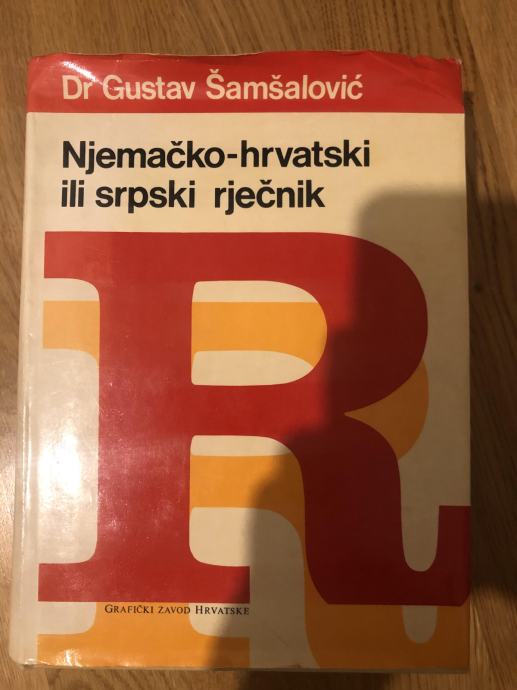 Dr Gustav Šamšalović
Njemačko-hrvatski
ili srpski rječnik
R
GRAFIČKI ZAVOD HRVATSKE